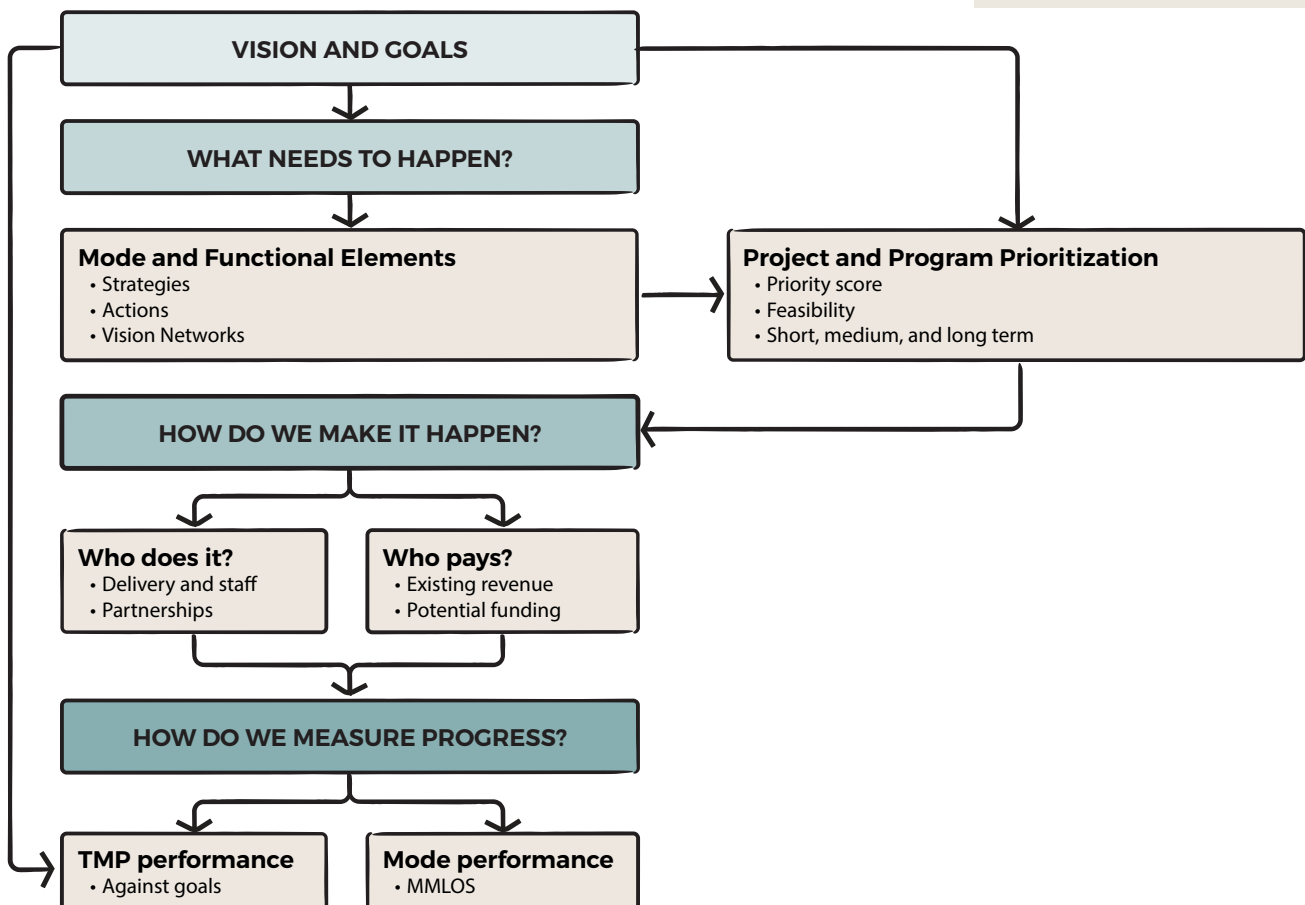 VISION AND GOALS
WHAT NEEDS TO HAPPEN?
Mode and Functional Elements
• Strategies
• Actions
• Vision Networks
Project and Program Prioritization
• Priority score
• Feasibility
• Short, medium, and long term
HOW DO WE MAKE IT HAPPEN?
Who does it?
• Delivery and staff
• Partnerships
Who pays?
• Existing revenue
• Potential funding
HOW DO WE MEASURE PROGRESS?
TMP performance
• Against goals
Mode performance
• MMLOS